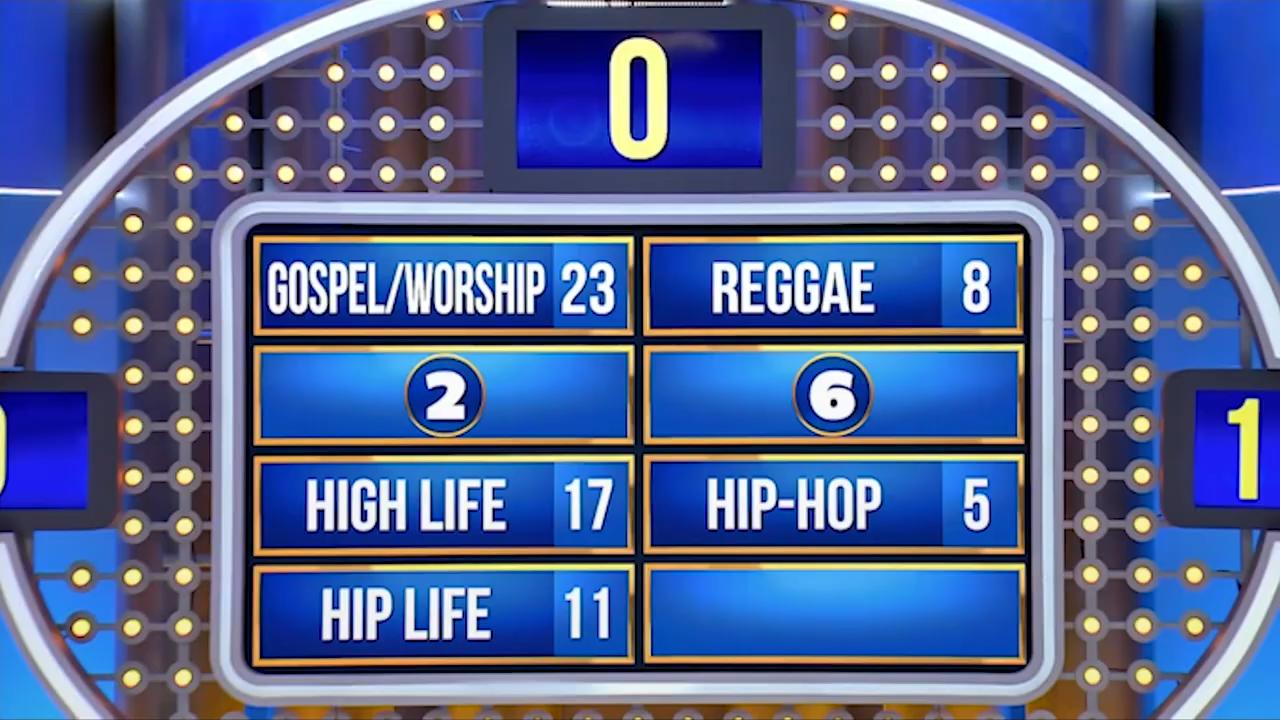 0
GOSPEL/WORSHIP 23
2
HIGH LIFE 17
HIP LIFE 11
REGGAE 8
6
HIP-HOP 5
1